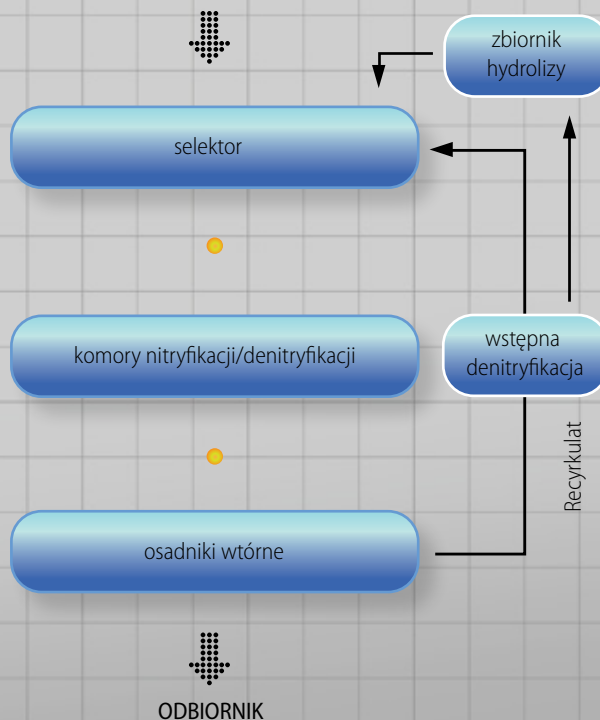 zbiornik
hydrolizy
selektor
komory nitryfikacji/denitryfikacji
wstępna
denitryfikacja
Recyrkulat
osadniki wtórne
ODBIORNIK